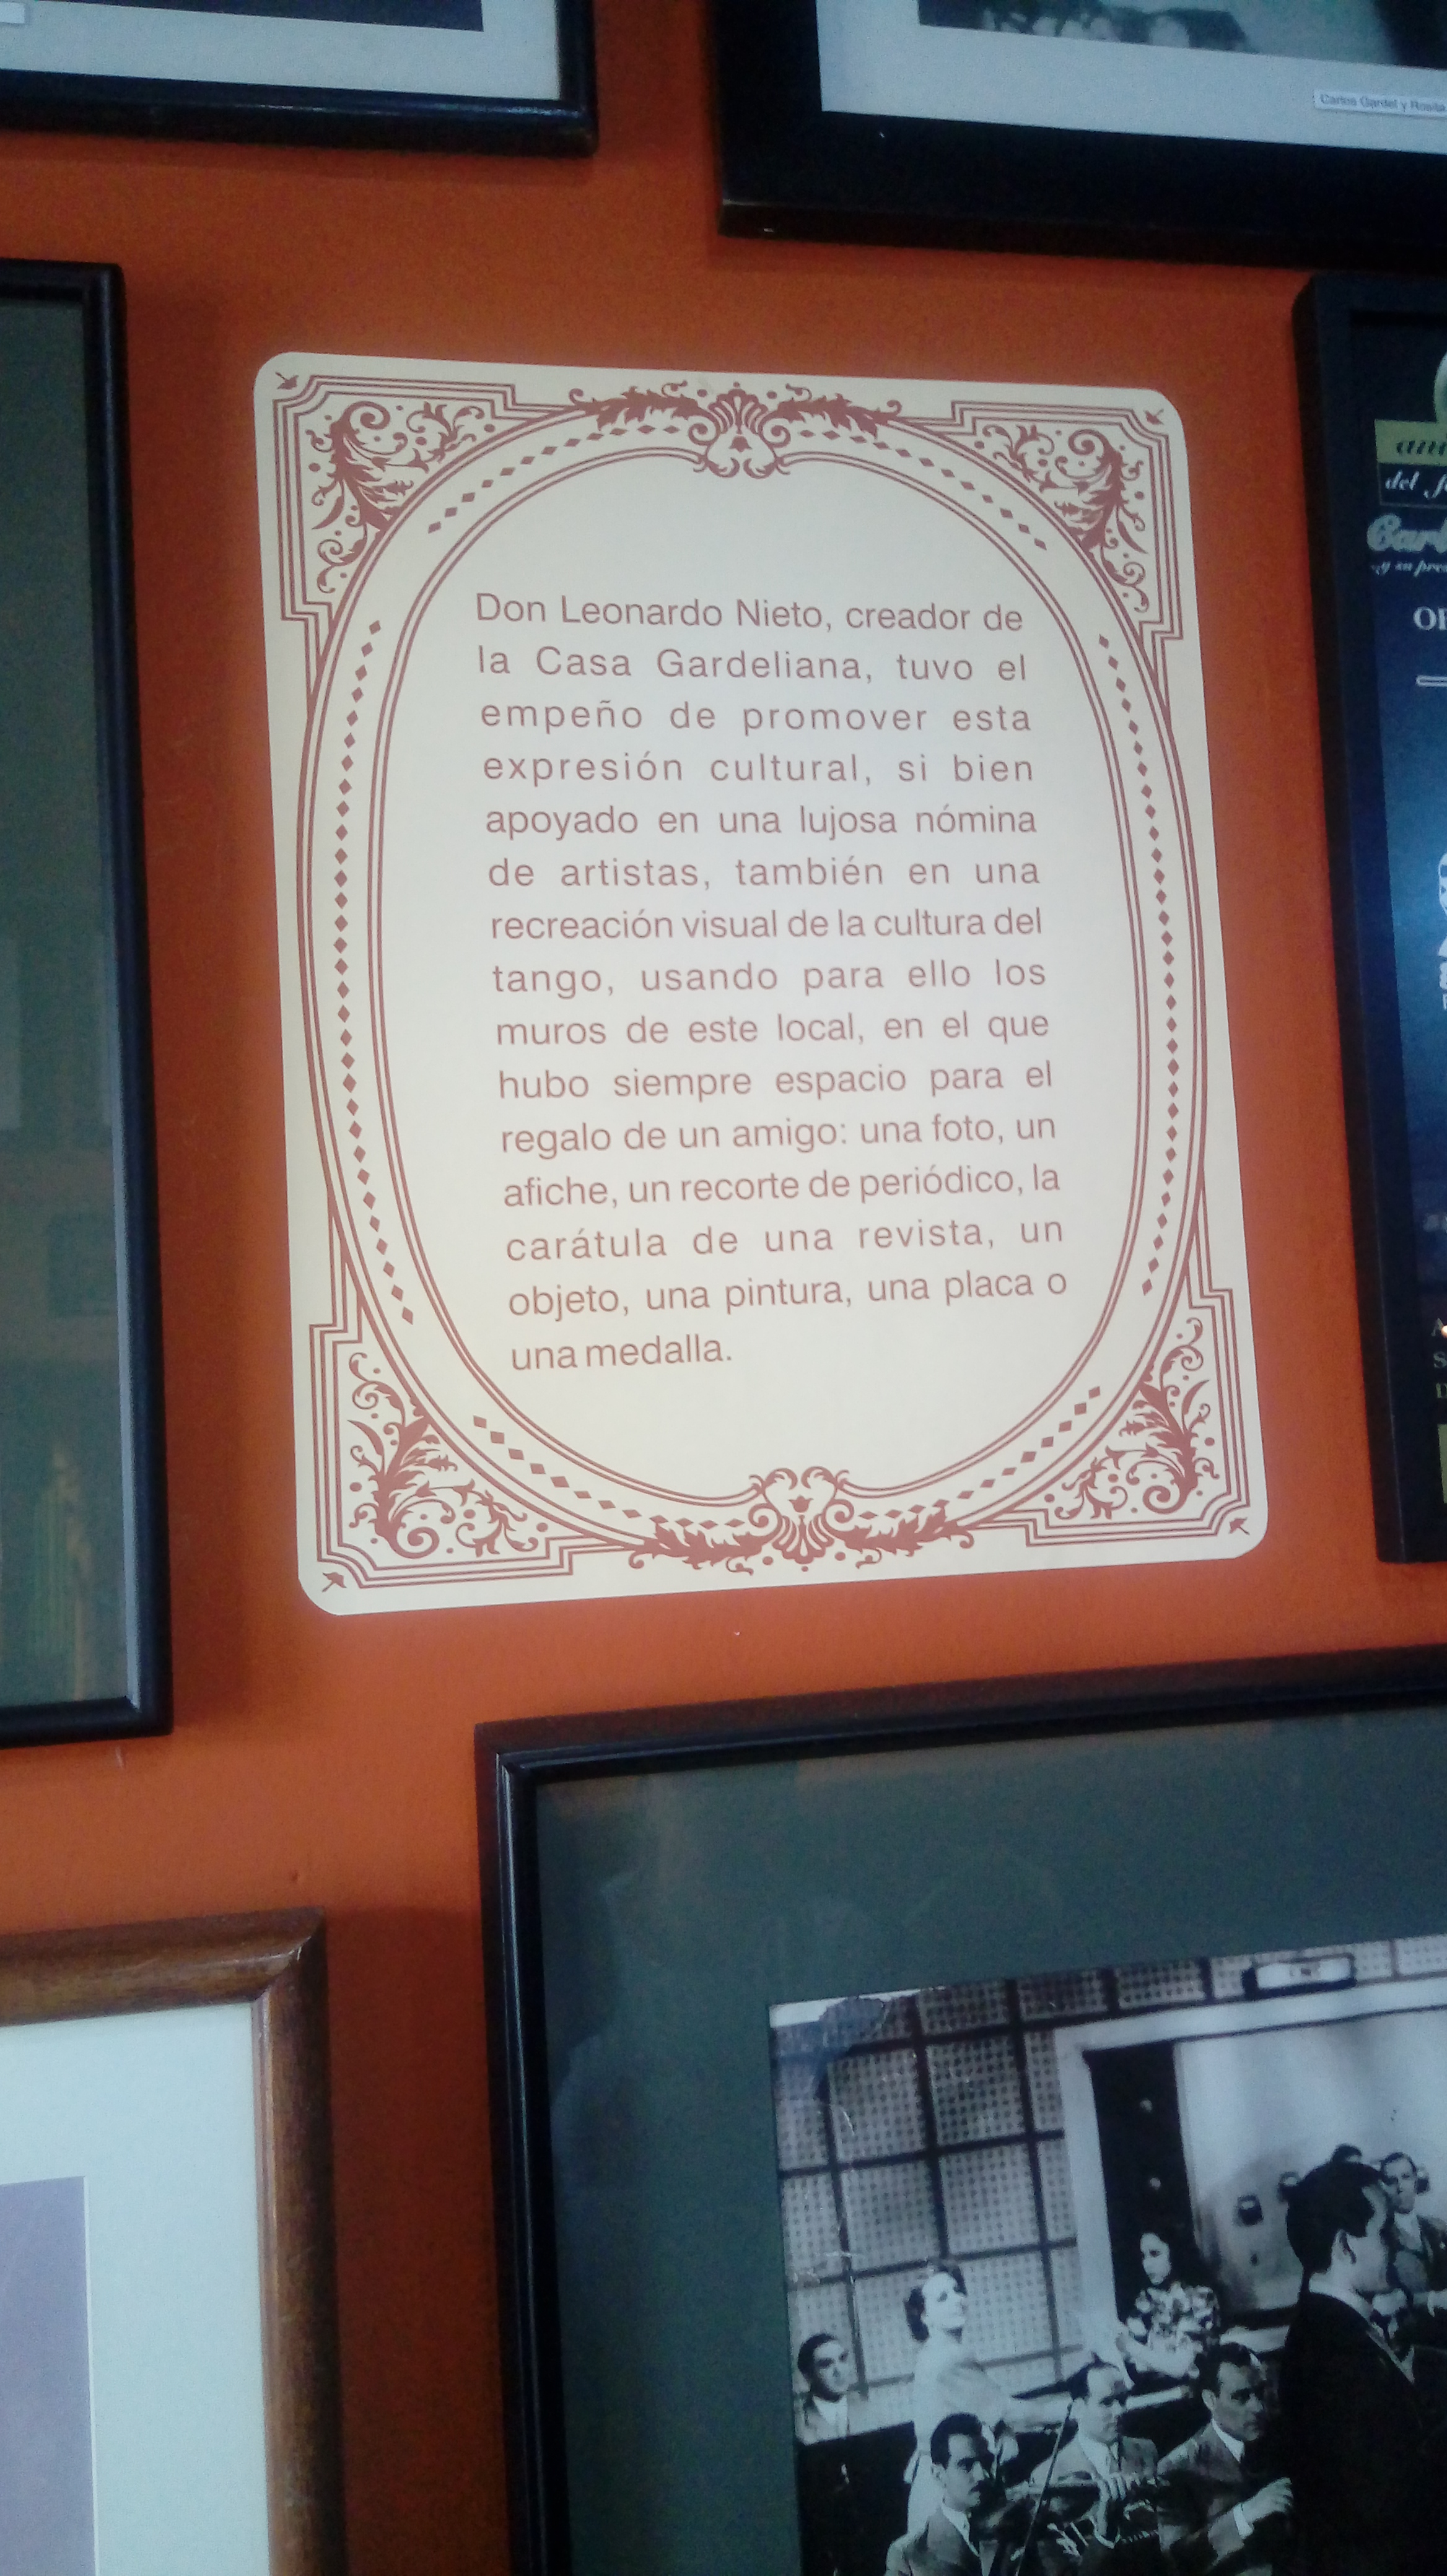 Carlos Gardel y Rosita
Don Leonardo Nieto, creador de
la Casa Gardeliana, tuvo el
empeño de promover esta
expresión cultural, si bien
apoyado en una lujosa nómina
de artistas, también en una
recreación visual de la cultura del
tango, usando para ello los
muros de este local, en el que
hubo siempre espacio para el
regalo de un amigo: una foto, un
afiche, un recorte de periódico, la
carátula de una revista, un
objeto, una pintura, una placa o
una medalla.
del